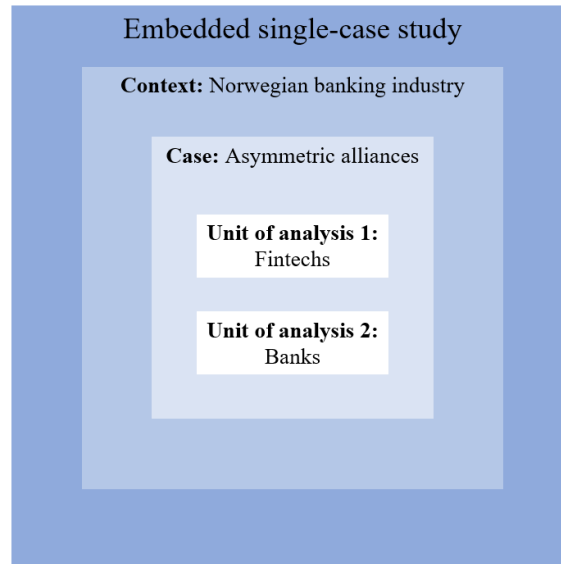 Embedded single-case study
Context: Norwegian banking industry
Case: Asymmetric alliances
Unit of analysis 1:
Fintechs
Unit of analysis 2:
Banks